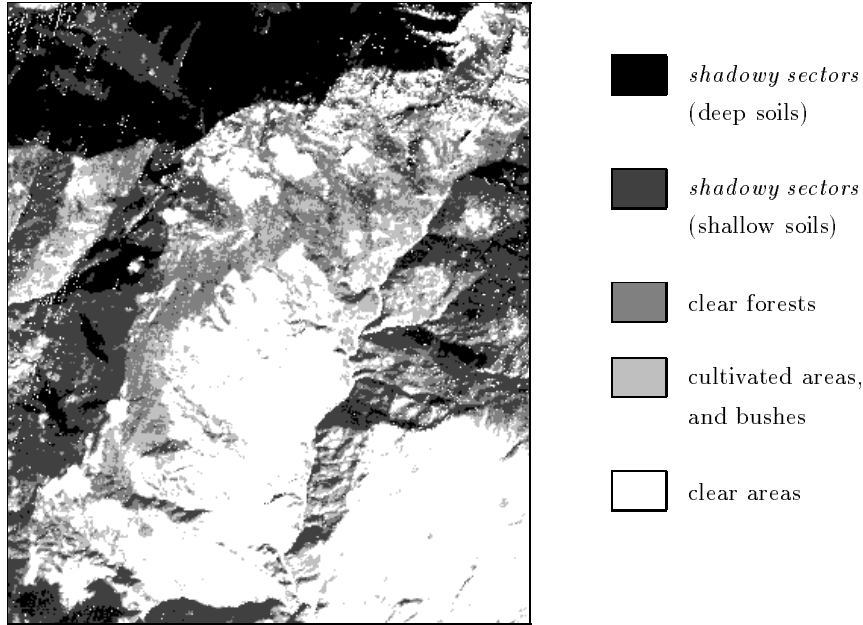 shadowy sectors
(deep soils)
shadowy sectors
(shallow soils)
clear forests
cultivated areas,
and bushes
clear areas